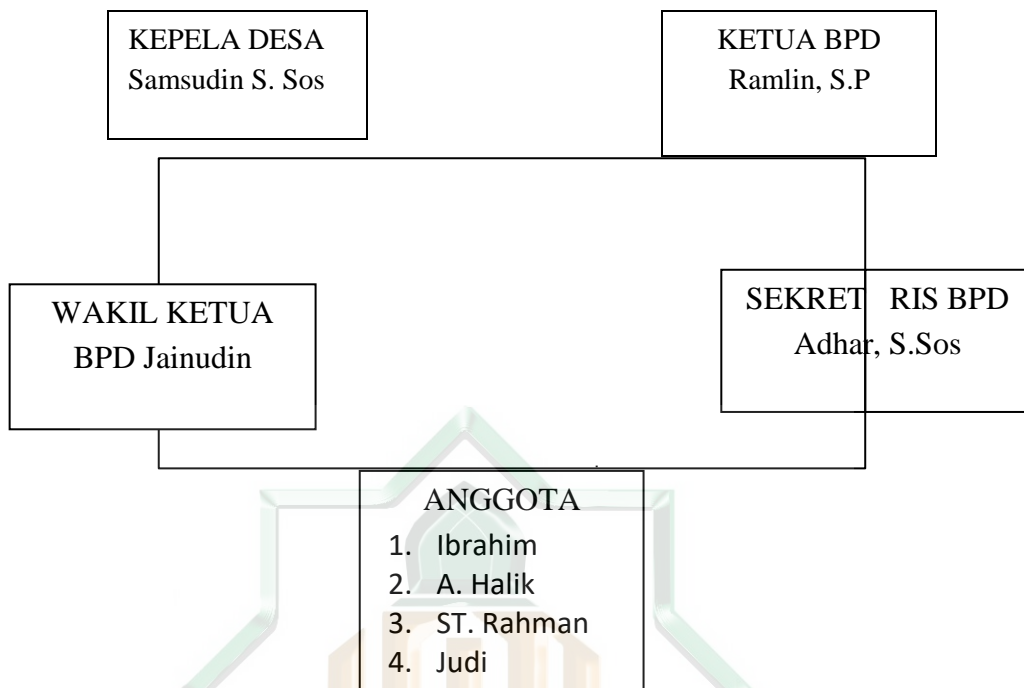 KEPELA DESA
Samsudin S. Sos
KETUA BPD
Ramlin, S.P
WAKIL KETUA
BPD Jainudin
SEKRET RIS BPD
Adhar, S.Sos
ANGGOTA
1. Ibrahim
2. A. Halik
3. ST. Rahman
4. Judi